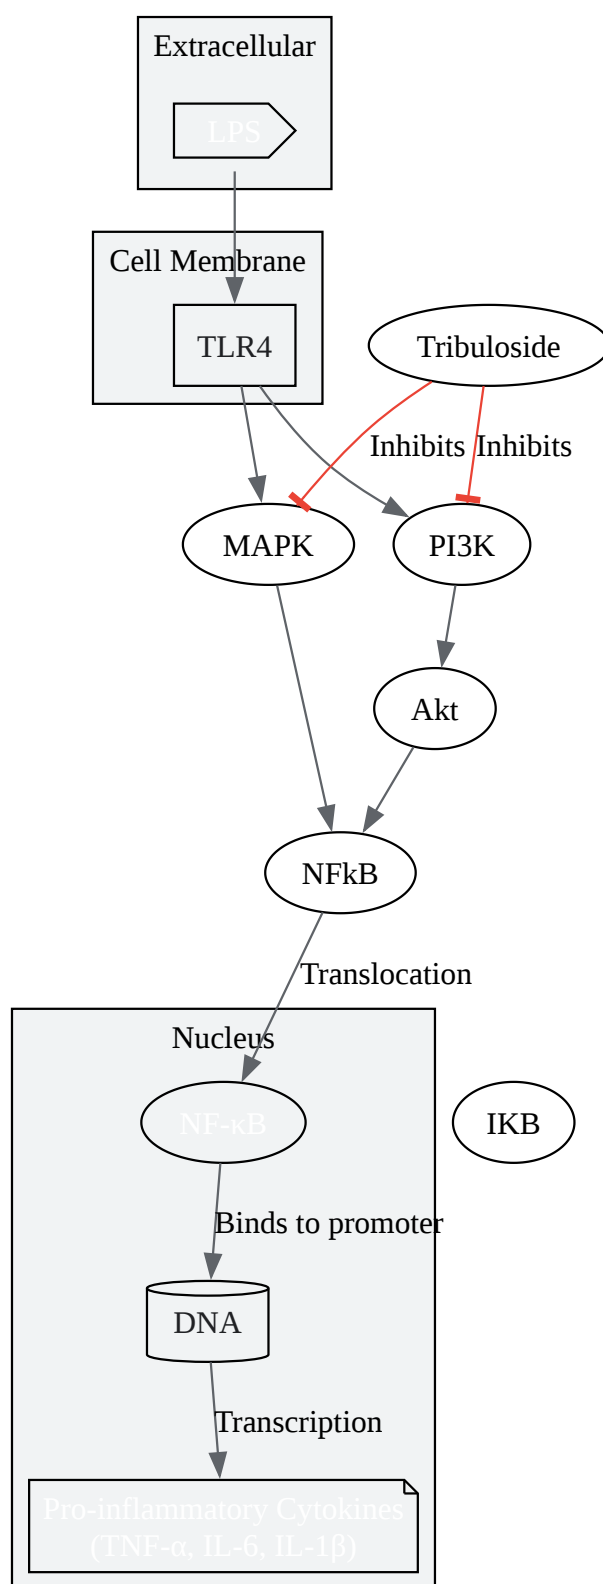 Extracellular
LPS
Cell Membrane
TLR4
Tribuloside
Inhibits
Inhibits
MAPK
PI3K
Akt
NFkB
Translocation
Nucleus
NF-κB
IKB
Binds to promoter
DNA
Transcription
Pro-inflammatory Cytokines
(TNF-α, IL-6, IL-1β)